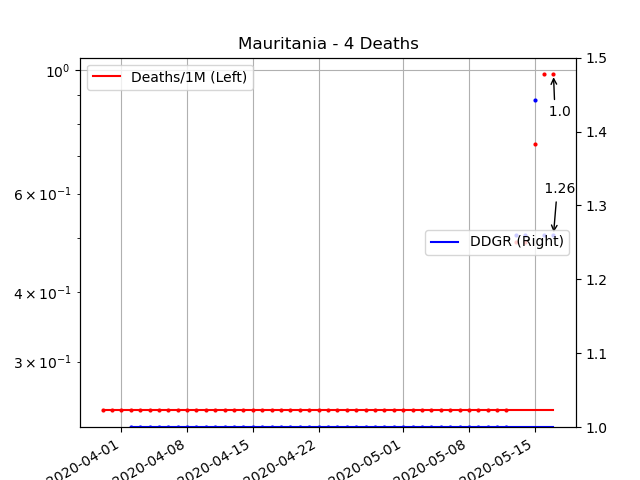 Mauritania - 4 Deaths
10⁰
6 × 10⁻¹
4 × 10⁻¹
3 × 10⁻¹
Deaths/1M (Left)
1.0
1.26
DDGR (Right)
1.5
1.4
1.3
1.2
1.1
1.0
2020-04-01
2020-04-08
2020-04-15
2020-04-22
2020-05-01
2020-05-08
2020-05-15